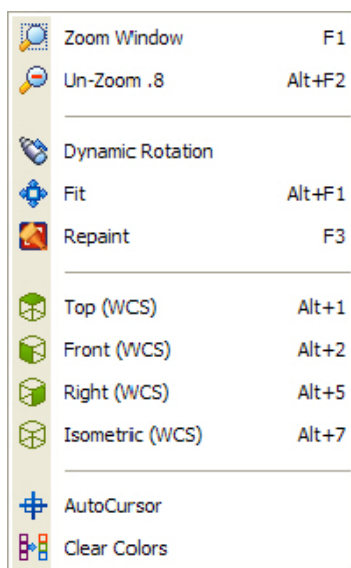 Zoom Window F1
Un-Zoom .8 Alt+F2
Dynamic Rotation
Fit Alt+F1
Repaint F3
Top (WCS) Alt+1
Front (WCS) Alt+2
Right (WCS) Alt+5
Isometric (WCS) Alt+7
AutoCursor
Clear Colors